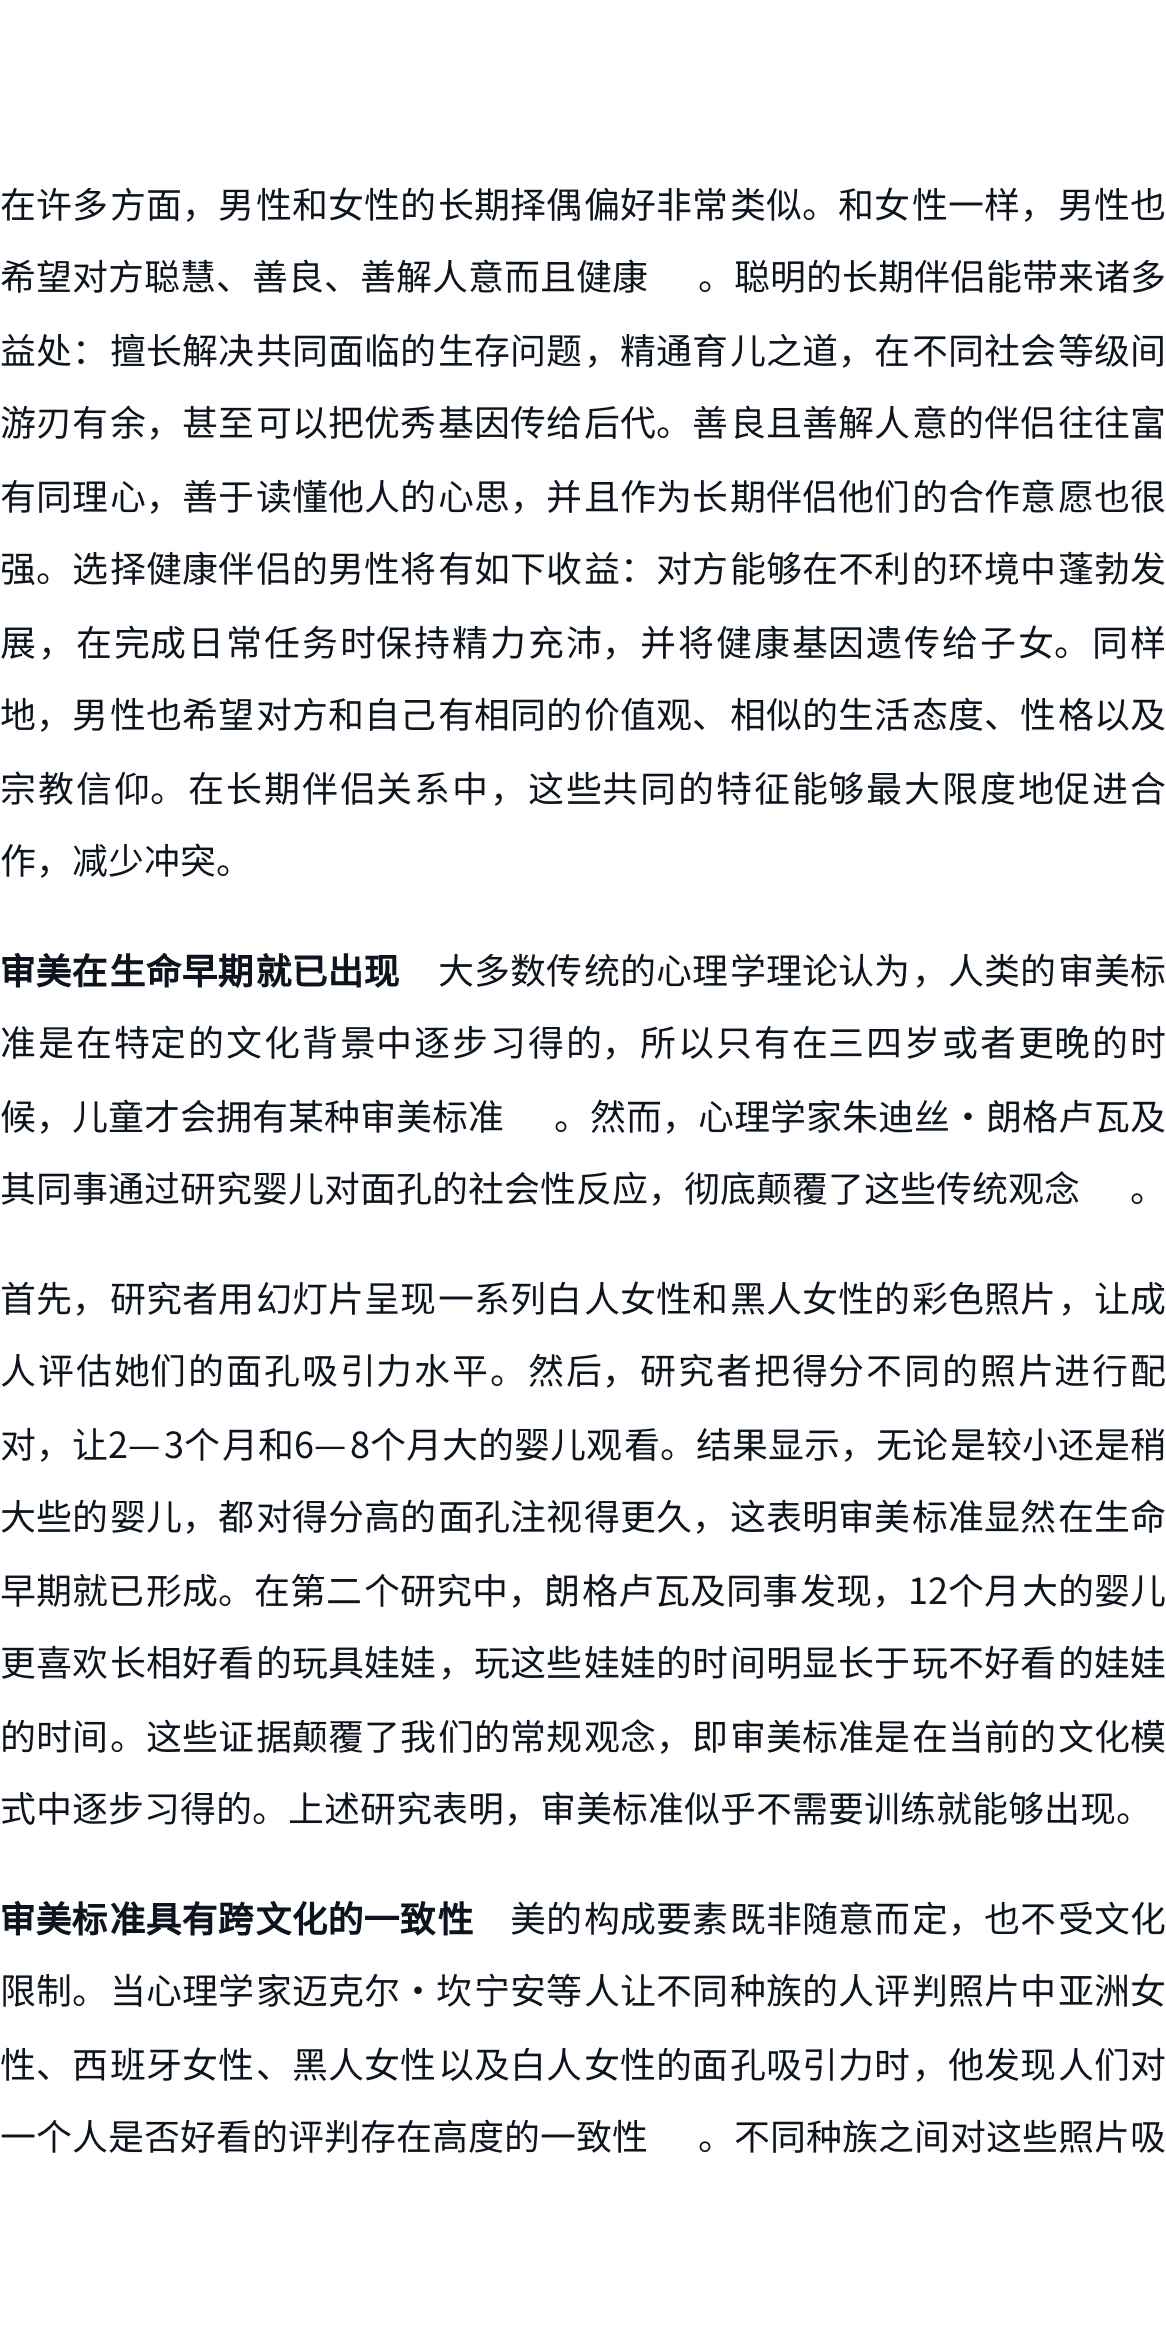 在许多方面，男性和女性的长期择偶偏好非常类似。和女性一样，男性也
希望对方聪慧、善良、善解人意而且健康　。聪明的长期伴侣能带来诸多
益处：擅长解决共同面临的生存问题，精通育儿之道，在不同社会等级间
游刃有余，甚至可以把优秀基因传给后代。善良且善解人意的伴侣往往富
有同理心，善于读懂他人的心思，并且作为长期伴侣他们的合作意愿也很
强。选择健康伴侣的男性将有如下收益：对方能够在不利的环境中蓬勃发
展，在完成日常任务时保持精力充沛，并将健康基因遗传给子女。同样
地，男性也希望对方和自己有相同的价值观、相似的生活态度、性格以及
宗教信仰。在长期伴侣关系中，这些共同的特征能够最大限度地促进合
作，减少冲突。
审美在生命早期就已出现　大多数传统的心理学理论认为，人类的审美标
准是在特定的文化背景中逐步习得的，所以只有在三四岁或者更晚的时
候，儿童才会拥有某种审美标准　。然而，心理学家朱迪丝·朗格卢瓦及
其同事通过研究婴儿对面孔的社会性反应，彻底颠覆了这些传统观念　。
首先，研究者用幻灯片呈现一系列白人女性和黑人女性的彩色照片，让成
人评估她们的面孔吸引力水平。然后，研究者把得分不同的照片进行配
对，让2—3个月和6—8个月大的婴儿观看。结果显示，无论是较小还是稍
大些的婴儿，都对得分高的面孔注视得更久，这表明审美标准显然在生命
早期就已形成。在第二个研究中，朗格卢瓦及同事发现，12个月大的婴儿
更喜欢长相好看的玩具娃娃，玩这些娃娃的时间明显长于玩不好看的娃娃
的时间。这些证据颠覆了我们的常规观念，即审美标准是在当前的文化模
式中逐步习得的。上述研究表明，审美标准似乎不需要训练就能够出现。
审美标准具有跨文化的一致性　美的构成要素既非随意而定，也不受文化
限制。当心理学家迈克尔·坎宁安等人让不同种族的人评判照片中亚洲女
性、西班牙女性、黑人女性以及白人女性的面孔吸引力时，他发现人们对
一个人是否好看的评判存在高度的一致性　。不同种族之间对这些照片吸